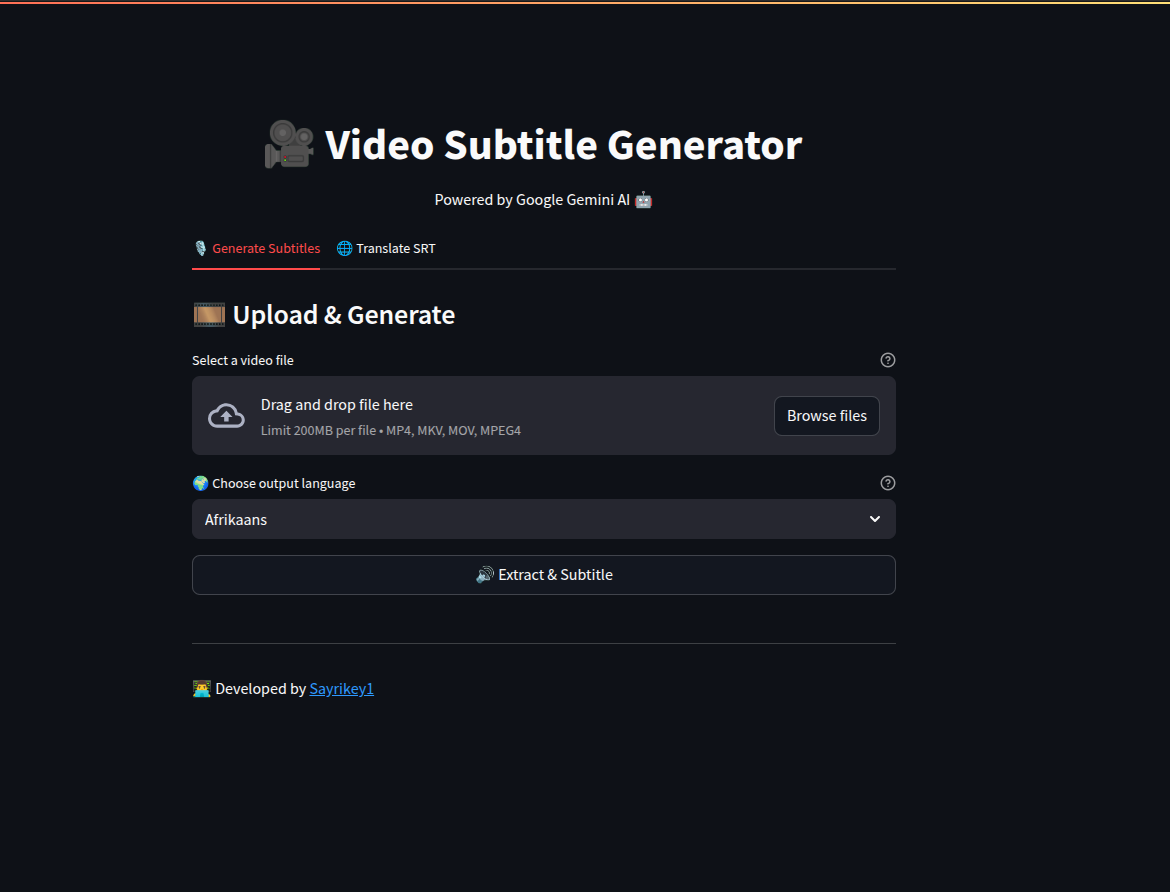 🎥 Video Subtitle Generator
Powered by Google Gemini AI 🤖
🎙️ Generate Subtitles 🌐 Translate SRT
🎞️ Upload & Generate
Select a video file
Drag and drop file here
Limit 200MB per file • MP4, MKV, MOV, MPEG4
Browse files
🌍 Choose output language
Afrikaans
🔊 Extract & Subtitle
👨‍💻 Developed by Sayrikey1